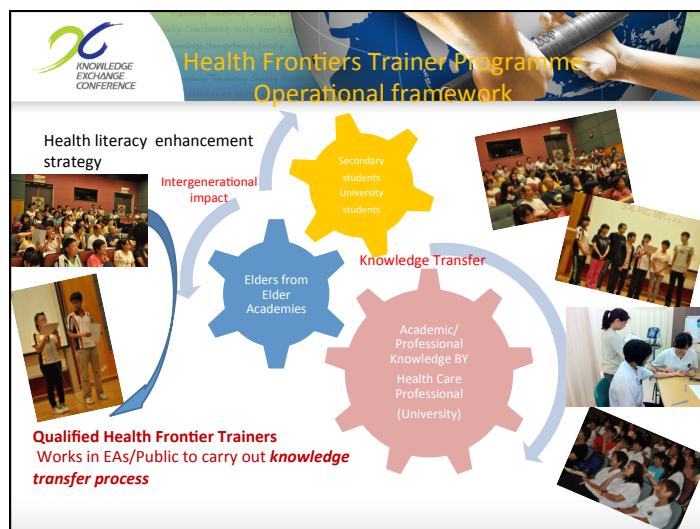 KNOWLEDGE
EXCHANGE
CONFERENCE
Health Frontiers Trainer Programme
Operational framework
Health literacy enhancement
strategy
Intergenerational
impact
Secondary
students
University
students
Elders from
Elder
Academies
Knowledge Transfer
Academic/
Professional
Knowledge BY
Health Care
Professional
(University)
Qualified Health Frontier Trainers
Works in EAs/Public to carry out knowledge
transfer process